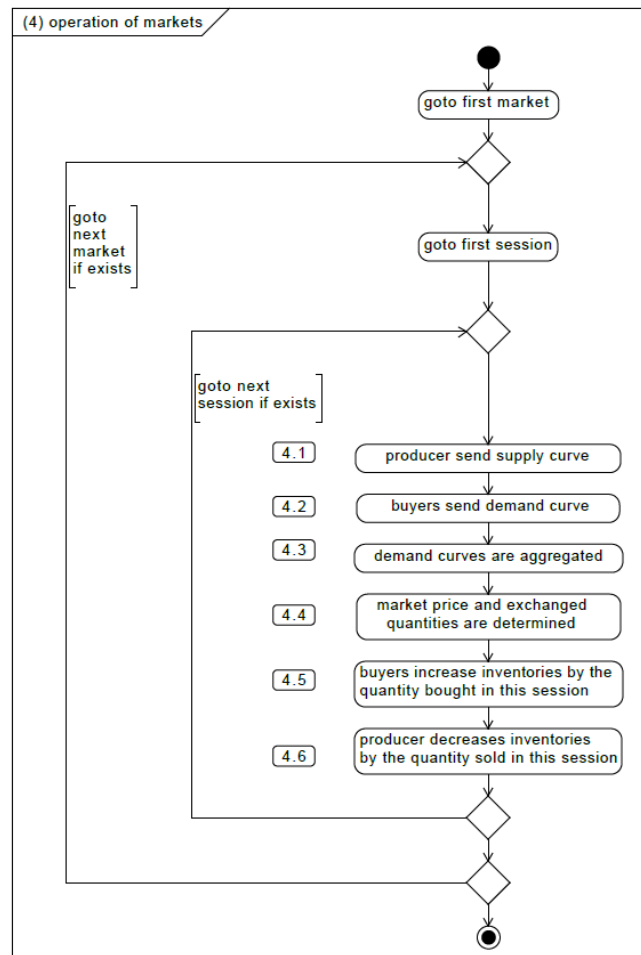 (4) operation of markets
goto first market
goto
next
market
if exists
goto first session
goto next
session if exists
4.1
producer send supply curve
4.2
buyers send demand curve
4.3
demand curves are aggregated
4.4
market price and exchanged
quantities are determined
4.5
buyers increase inventories by the
quantity bought in this session
4.6
producer decreases inventories
by the quantity sold in this session